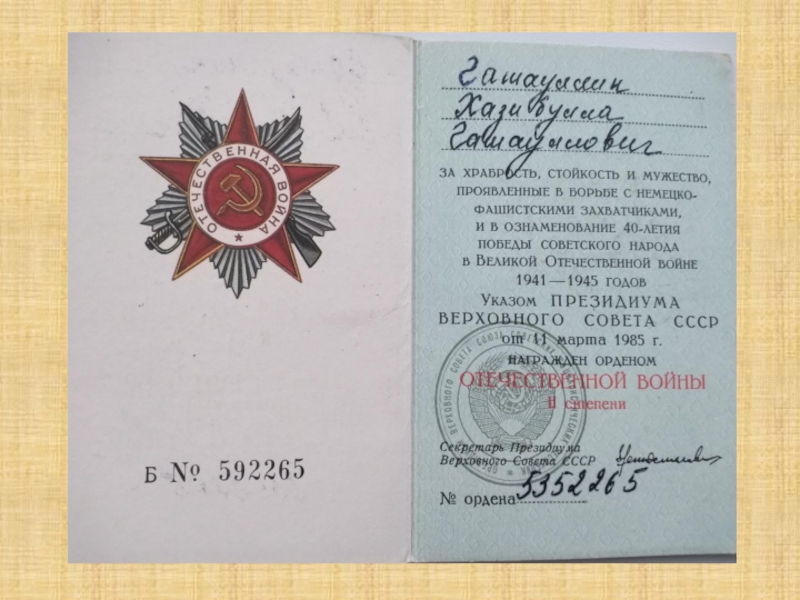 ОТЕЧЕСТВЕННАЯ ВОЙНА
Б № 592265
Гатауллин
Хазибулла
Гатауллович
ЗА ХРАБРОСТЬ, СТОЙКОСТЬ И МУЖЕСТВО,
ПРОЯВЛЕННЫЕ В БОРЬБЕ С НЕМЕЦКО-
ФАШИСТСКИМИ ЗАХВАТЧИКАМИ,
И В ОЗНАМЕНОВАНИЕ 40-ЛЕТИЯ
ПОБЕДЫ СОВЕТСКОГО НАРОДА
В ВЕЛИКОЙ ОТЕЧЕСТВЕННОЙ ВОЙНЕ
1941—1945 ГОДОВ
УКАЗОМ ПРЕЗИДИУМА
ВЕРХОВНОГО СОВЕТА СССР
от 11 марта 1985 г.
НАГРАЖДЕН ОРДЕНОМ
ОТЕЧЕСТВЕННОЙ ВОЙНЫ
II степени
Секретарь Президиума
Верховного Совета СССР
№ ордена 5352265